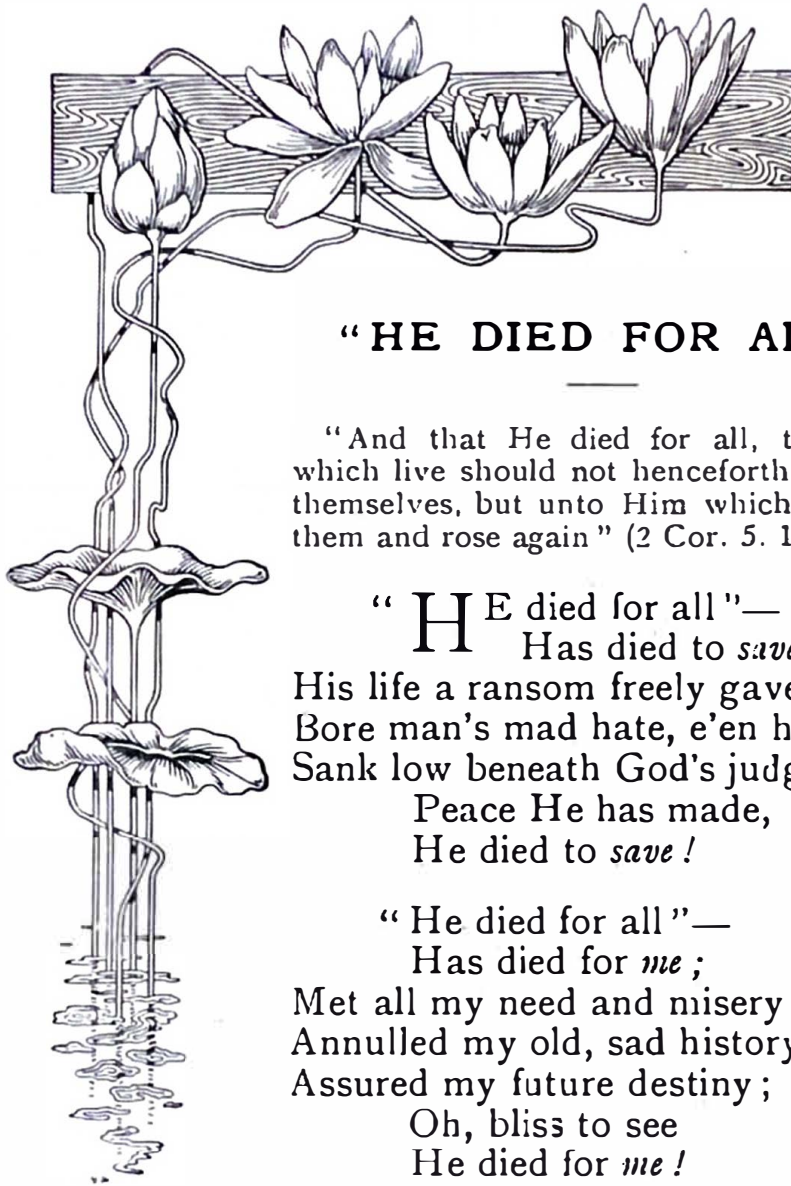 “HE DIED FOR
“And that He died for all,
which live should not henceforth
themselves, but unto Him which
them and rose again” (2 Cor. 5.
“HE died for all”—
Has died to save
His life a ransom freely gave
Bore man's mad hate, e'en
Sank low beneath God's
Peace He has made,
He died to save!
“He died for all”—
Has died for me;
Met all my need and misery
Annulled my old, sad history
Assured my future destiny;
Oh, bliss to see
He died for me!